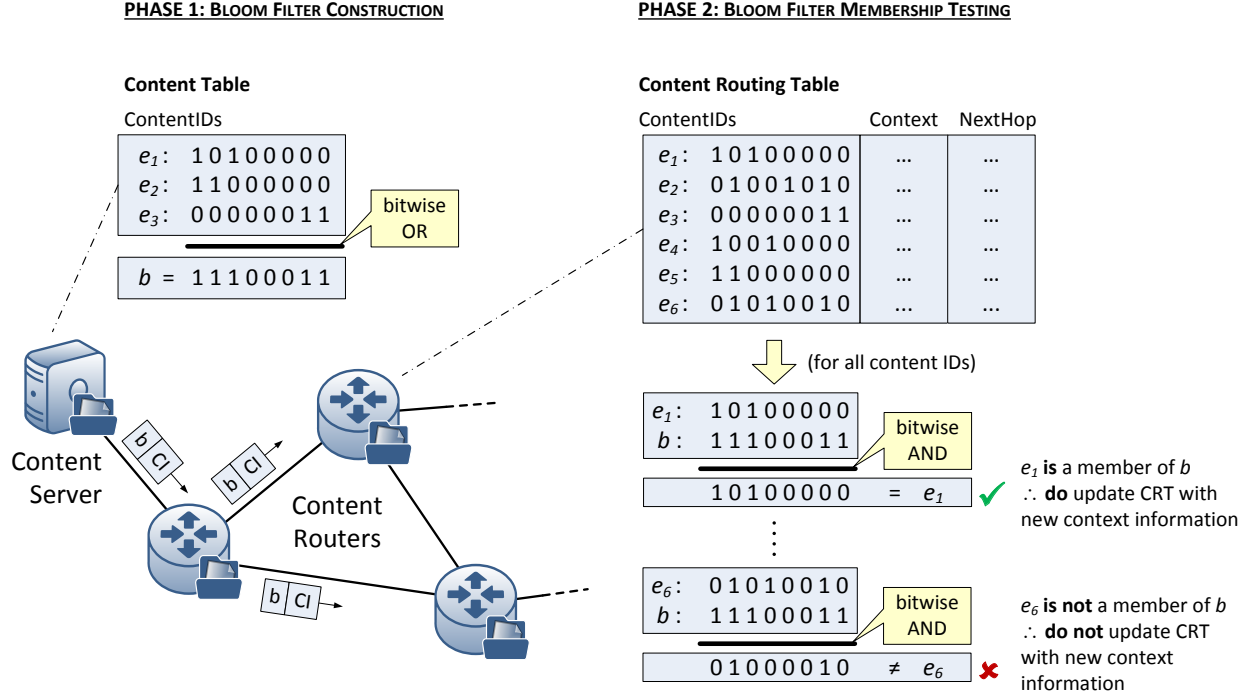 PHASE 1: BLOOM FILTER CONSTRUCTION
Content Table
ContentIDs
e1: 10100000
e2: 11000000
e3: 00000011
bitwise
OR
b = 11100011
Content
Server
b CI
b CI
b CI
Content
Routers
PHASE 2: BLOOM FILTER MEMBERSHIP TESTING
Content Routing Table
ContentIDs Context NextHop
e1: 10100000 ... ...
e2: 01001010 ... ...
e3: 00000011 ... ...
e4: 10010000 ... ...
e5: 11000000 ... ...
e6: 01010010 ... ...
(for all content IDs)
e1: 10100000
b: 11100011
bitwise
AND
10100000 = e1
e1 is a member of b
∴ do update CRT with
new context information
e6: 01010010
b: 11100011
bitwise
AND
01000010 ≠ e6
e6 is not a member of b
∴ do not update CRT
with new context
information